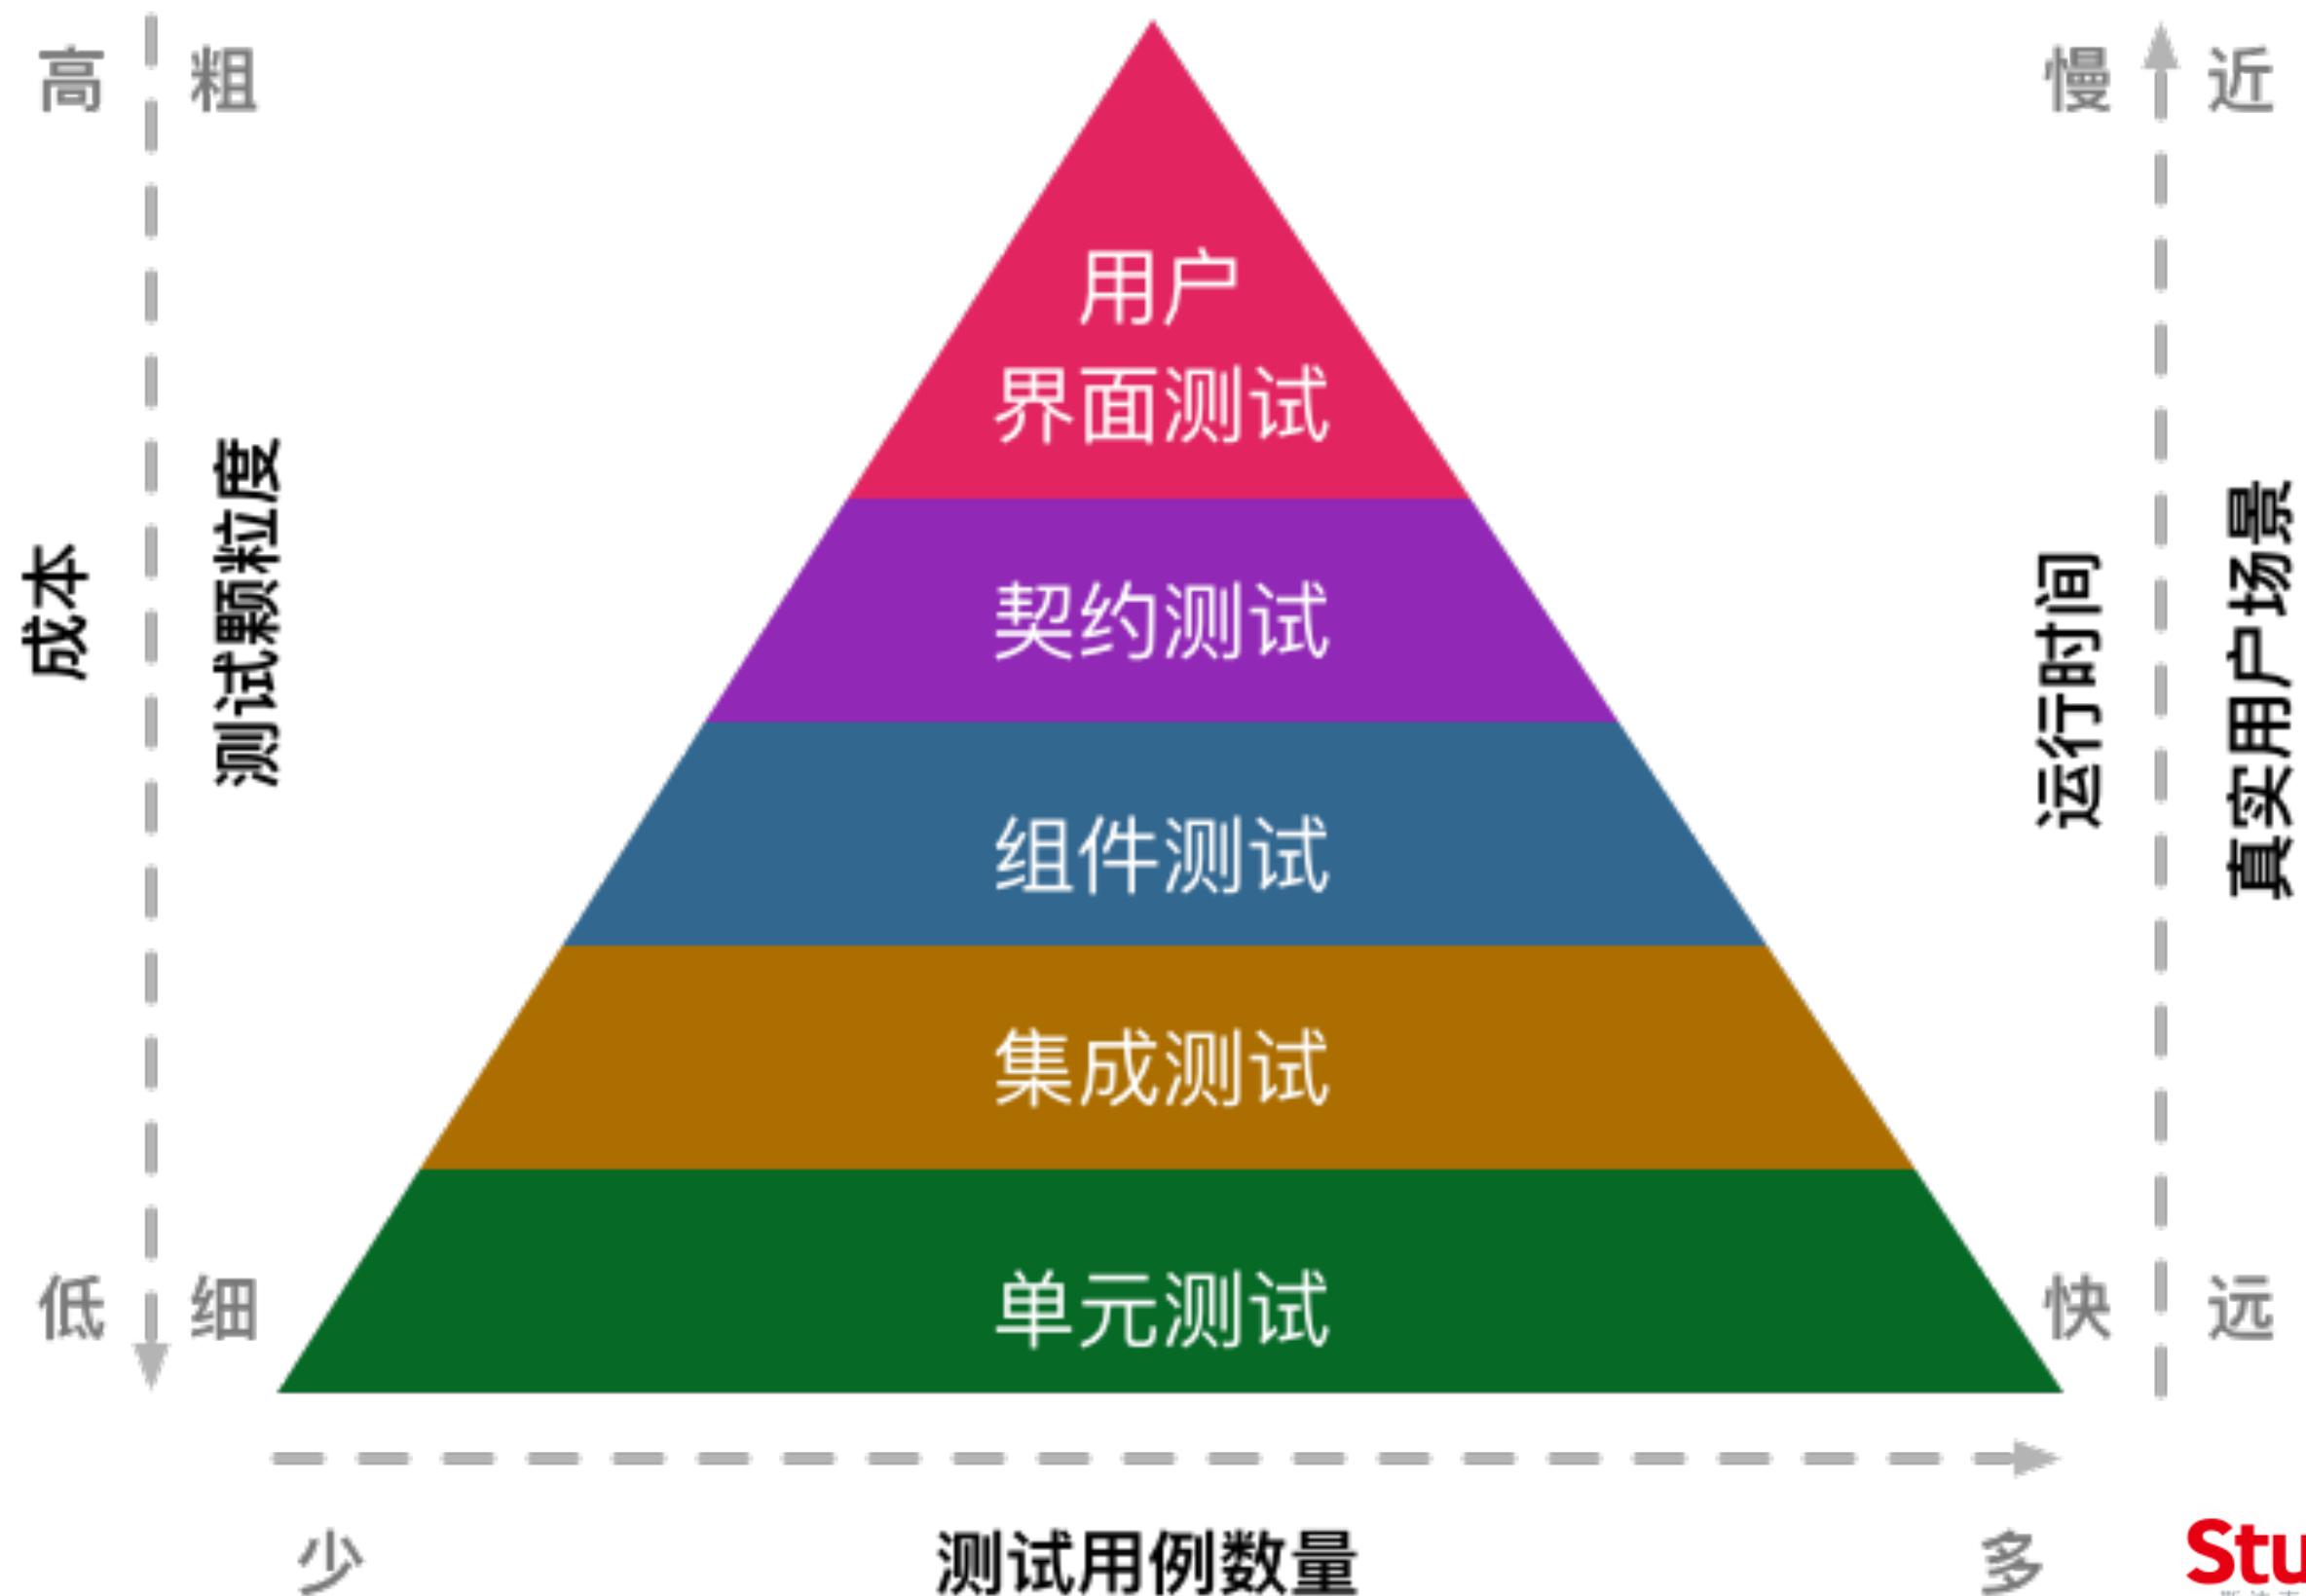 高
粗
慢
近
用户
界面测试
成本
测试颗粒度
契约测试
运行时间
真实用户场景
组件测试
集成测试
单元测试
低
细
快
远
少
测试用例数量
多
Stu